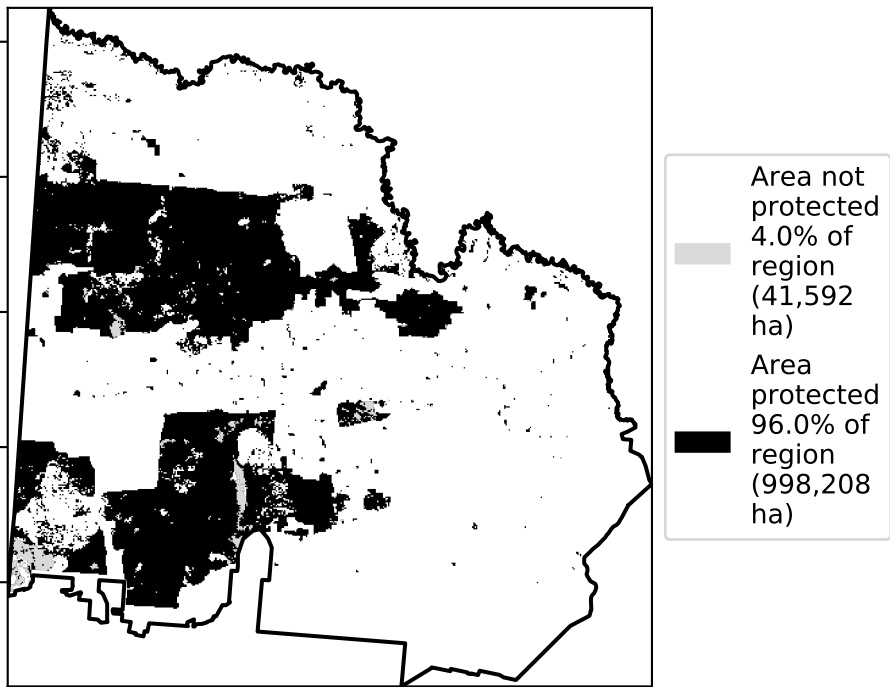 Area not
protected
4.0% of
region
(41,592
ha)
Area
protected
96.0% of
region
(998,208
ha)